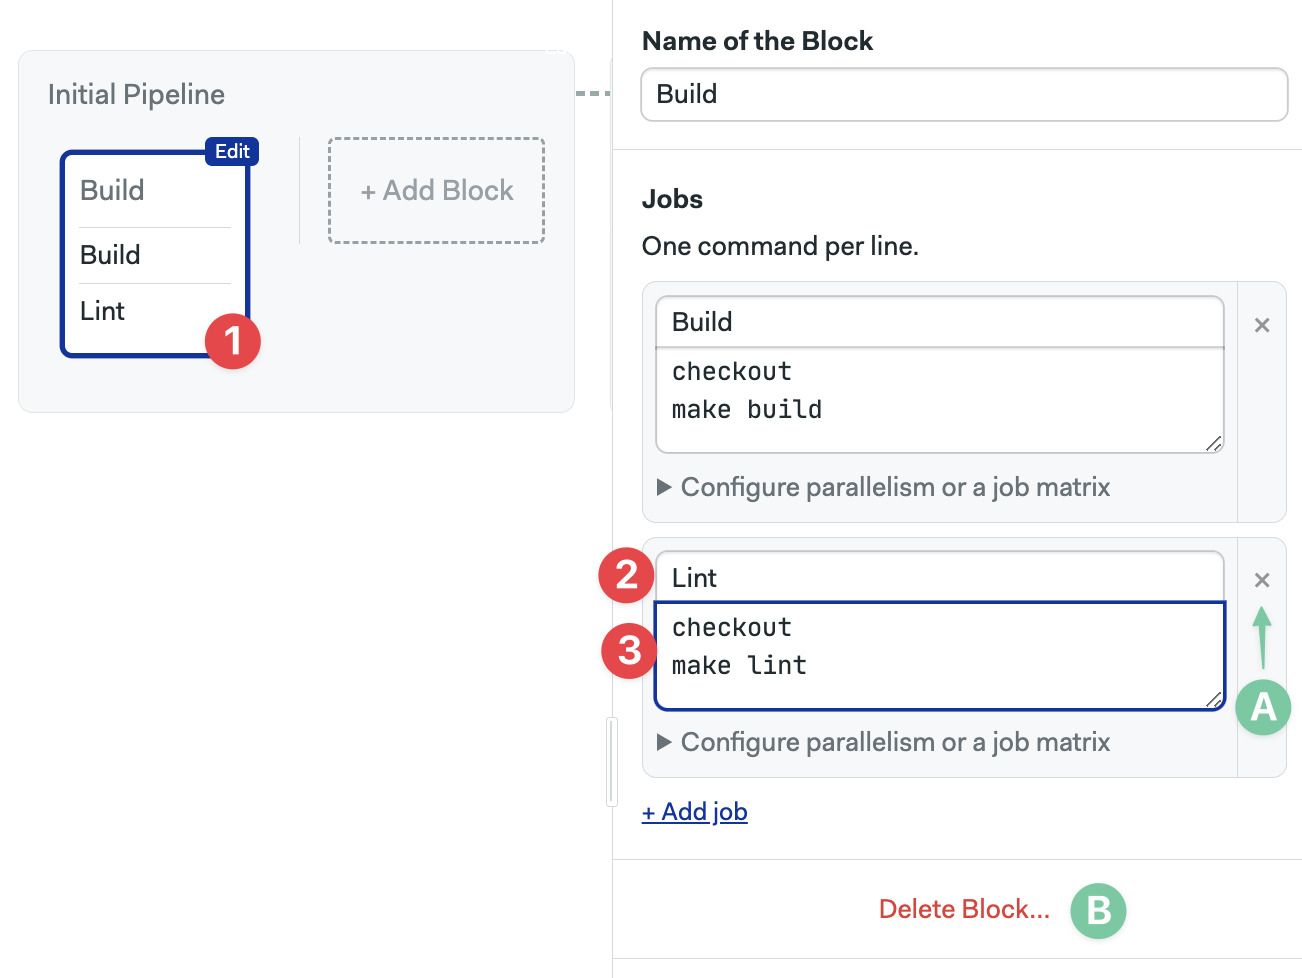 Initial Pipeline
Edit
Build
Build
Lint
1
+ Add Block
Name of the Block
Build
Jobs
One command per line.
Build
×
checkout
make build
▶ Configure parallelism or a job matrix
2
Lint
×
3
checkout
make lint
A
▶ Configure parallelism or a job matrix
+ Add job
Delete Block...
B